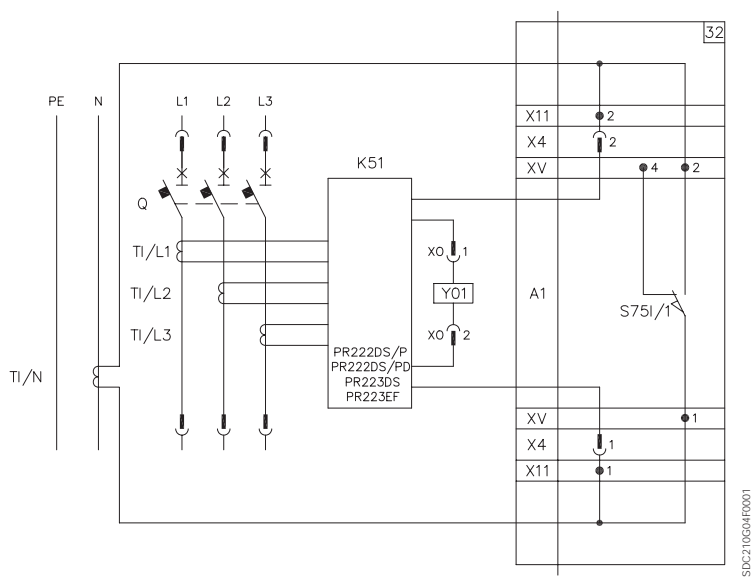 32
PE N L1 L2 L3
X11 2
X4 2
K51
XV 4 2
Q
TI/L1
X0 1
TI/L2
Y01
A1
S75I/1
TI/L3
X0 2
PR222DS/P
PR222DS/PD
PR223DS
PR223EF
TI/N
XV 1
X4 1
X11 1
SDC210G04F0001